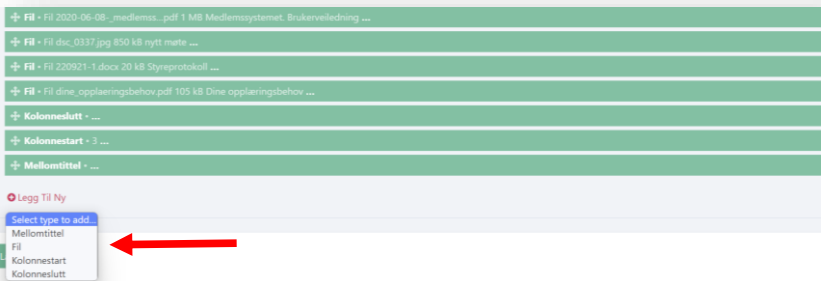 Fil • Fil 2020-06-08-_medlemss...pdf 1 MB Medlemssystemet. Brukerveiledning ...
Fil • Fil dsc_0337.jpg 850 kB nytt møte ...
Fil • Fil 220921-1.docx 20 kB Styreprotokoll ...
Fil • Fil dine_opplaeringsbehov.pdf 105 kB Dine opplæringsbehov ...
Kolonneslutt • ...
Kolonnestart • 3 ...
Mellomtittel • ...
Legg Til Ny
Select type to add...
Mellomtittel
Fil
Kolonnestart
Kolonneslutt